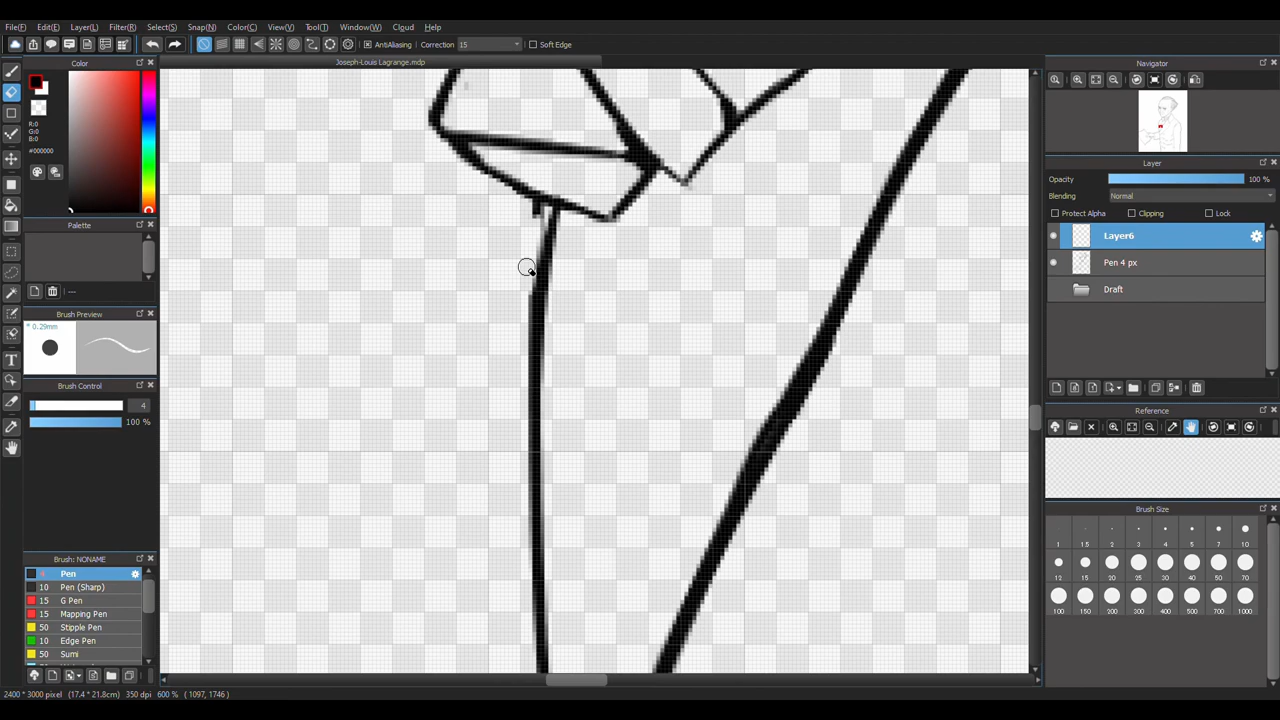 File(F) Edit(E) Layer(L) Filter(R) Select(S) Snap(N) Color(C) View(V) Tool(T) Window(W) Cloud Help
AntiAliasing Correction 15 Soft Edge
Joseph-Louis Lagrange.mdp
Color
R:0
G:0
B:0
#000000
Palette
---
Brush Preview
* 0.29mm
Brush Control
4
100 %
Brush: NONAME
4 Pen
10 Pen (Sharp)
15 G Pen
15 Mapping Pen
50 Stipple Pen
10 Edge Pen
50 Sumi
Navigator
Layer
Opacity 100 %
Blending Normal
Protect Alpha Clipping Lock
Layer6
Pen 4 px
Draft
Reference
Brush Size
1 1.5 2 3 4 5 7 10
12 15 20 25 30 40 50 70
100 150 200 300 400 500 700 1000
2400 * 3000 pixel (17.4 * 21.8cm) 350 dpi 600 % ( 1097, 1746 )